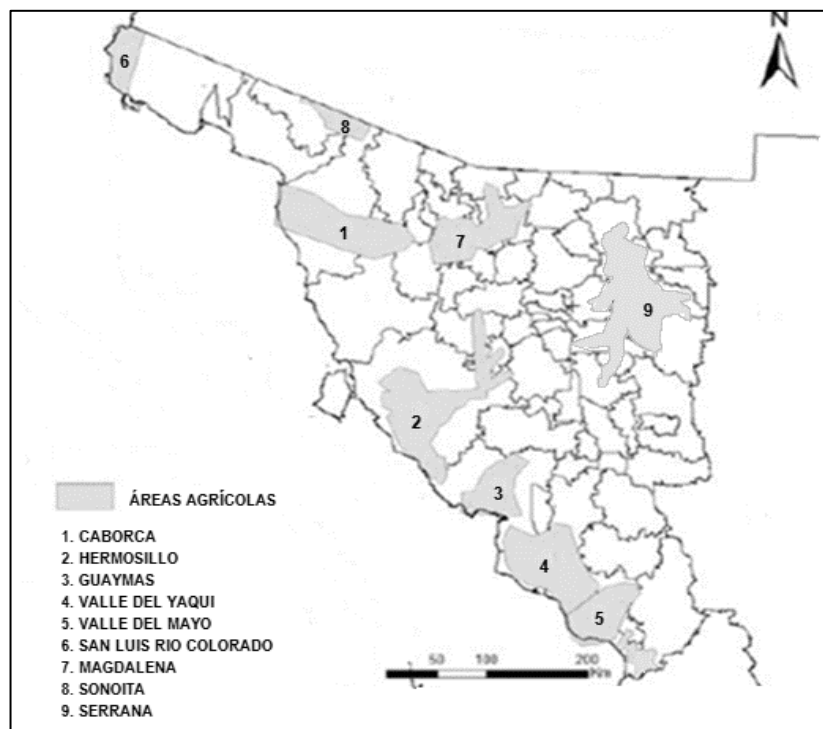 N
6
8
1
7
9
2
3
4
5
ÁREAS AGRÍCOLAS
1. CABORCA
2. HERMOSILLO
3. GUAYMAS
4. VALLE DEL YAQUI
5. VALLE DEL MAYO
6. SAN LUIS RIO COLORADO
7. MAGDALENA
8. SONOITA
9. SERRANA
50 100 200